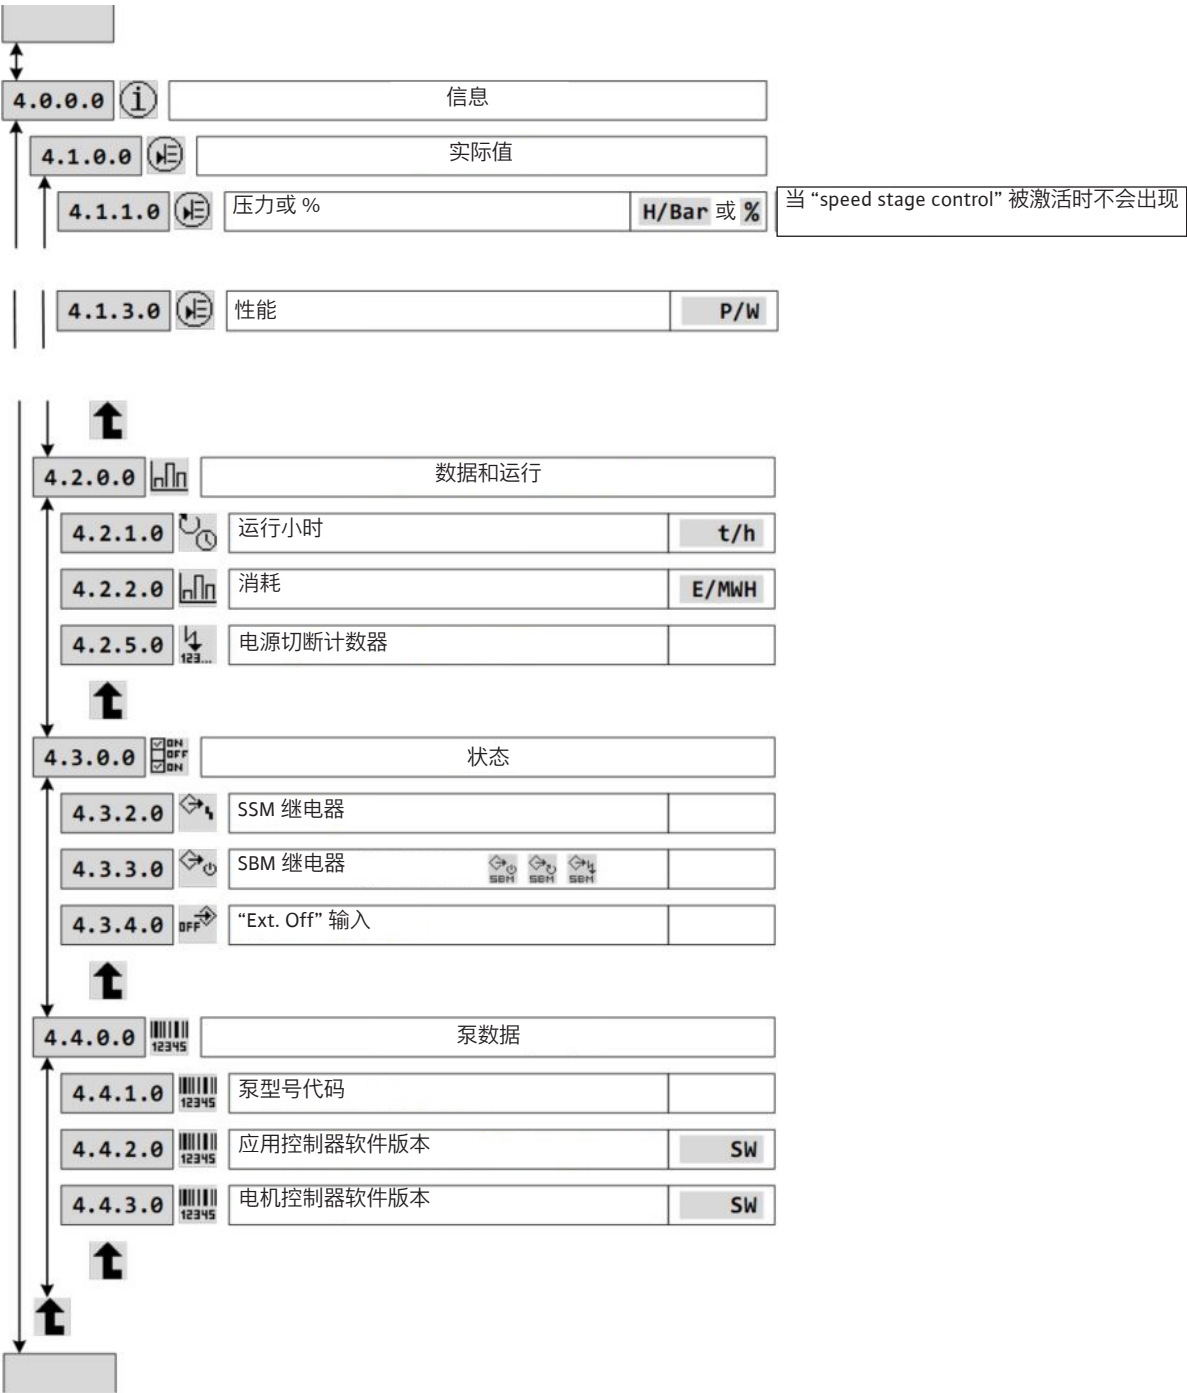 4.0.0.0 信息
4.1.0.0 实际值
4.1.1.0 压力或 % H/Bar 或 % 当 “speed stage control” 被激活时不会出现
4.1.3.0 性能 P/W
4.2.0.0 数据和运行
4.2.1.0 运行小时 t/h
4.2.2.0 消耗 E/MWH
4.2.5.0 123... 电源切断计数器
4.3.0.0 ON OFF ON 状态
4.3.2.0 SSM 继电器
4.3.3.0 SBM 继电器 SBM SBM SBM
4.3.4.0 OFF “Ext. Off” 输入
4.4.0.0 12345 泵数据
4.4.1.0 12345 泵型号代码
4.4.2.0 12345 应用控制器软件版本 SW
4.4.3.0 12345 电机控制器软件版本 SW